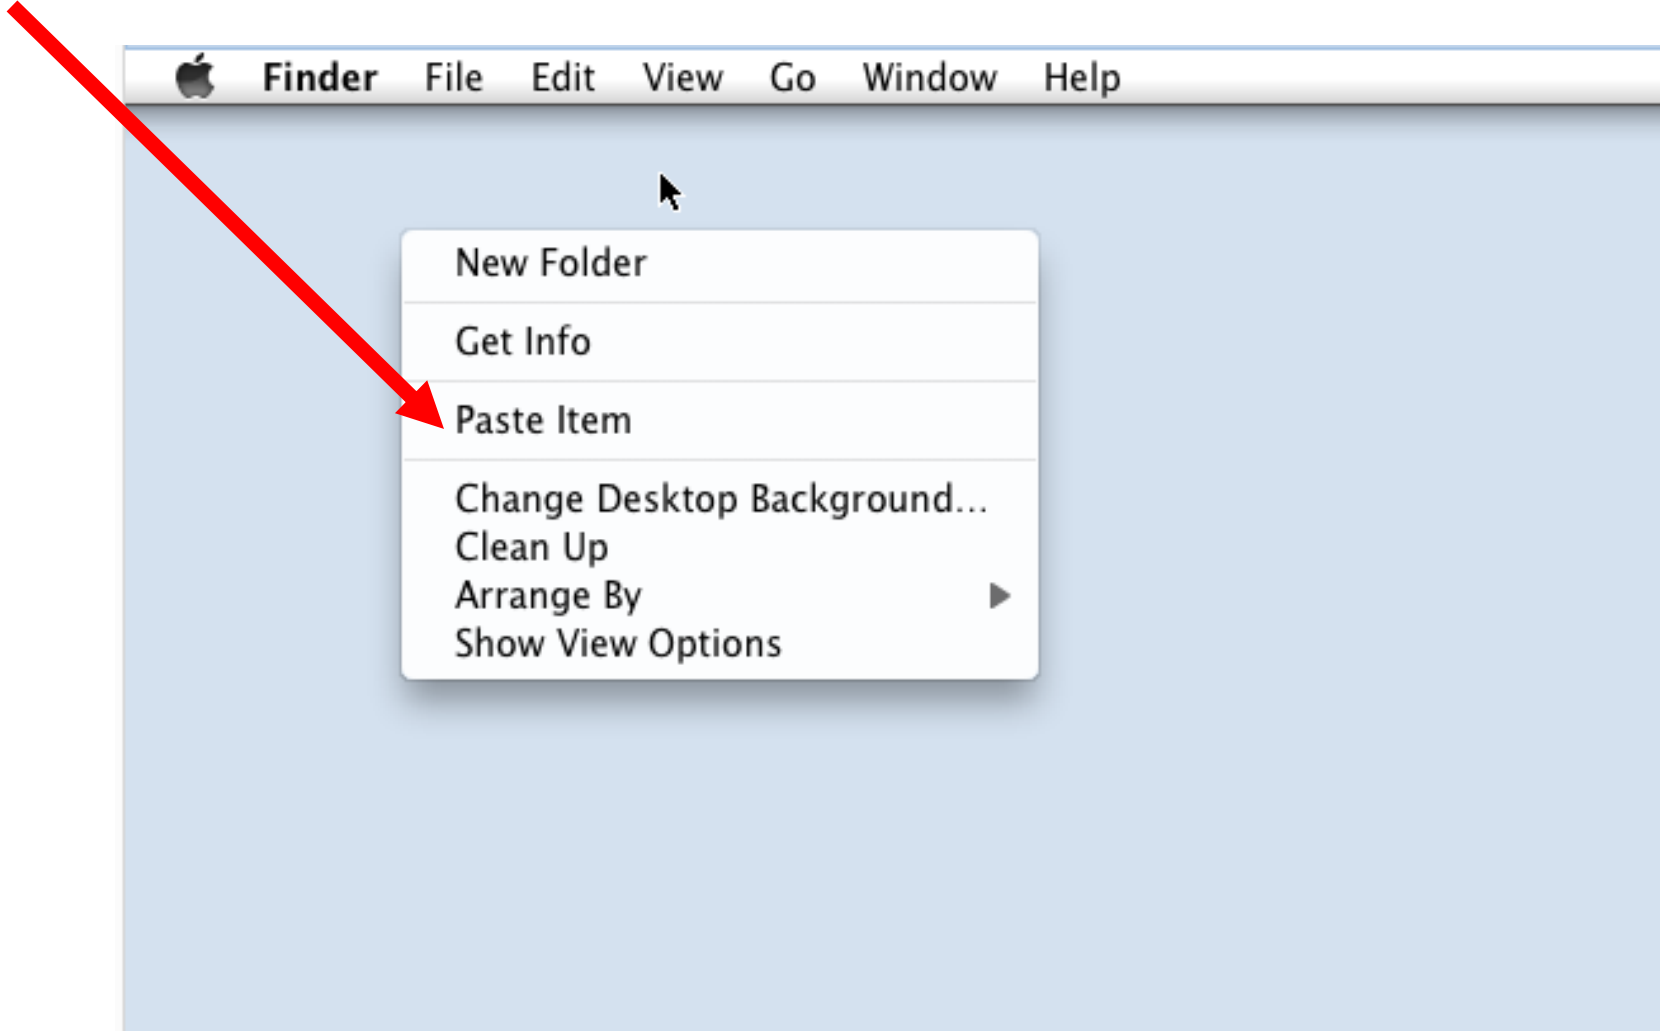 Finder File Edit View Go Window Help
New Folder
Get Info
Paste Item
Change Desktop Background...
Clean Up
Arrange By
Show View Options